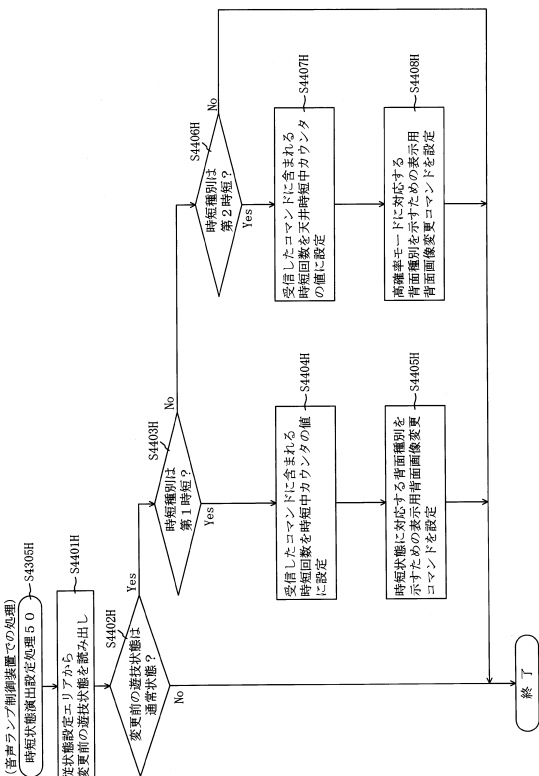 (音声ランプ制御装置での処理)
時短状態演出設定処理50
S4305H
従状態設定エリアから
変更前の遊技状態を読み出し
S4401H
変更前の遊技状態は
通常状態?
S4402H
Yes
No
時短種別は
第1時短?
S4403H
No
Yes
受信したコマンドに含まれる
時短回数を時短中カウンタの値
に設定
S4404H
時短状態に対応する背面種別を
示すための表示用背面画像変更
コマンドを設定
S4405H
時短種別は
第2時短?
S4406H
No
Yes
受信したコマンドに含まれる
時短回数を天井時短中カウンタ
の値に設定
S4407H
高確率モードに対応する
背面種別を示すための表示用
背面画像変更コマンドを設定
S4408H
終了